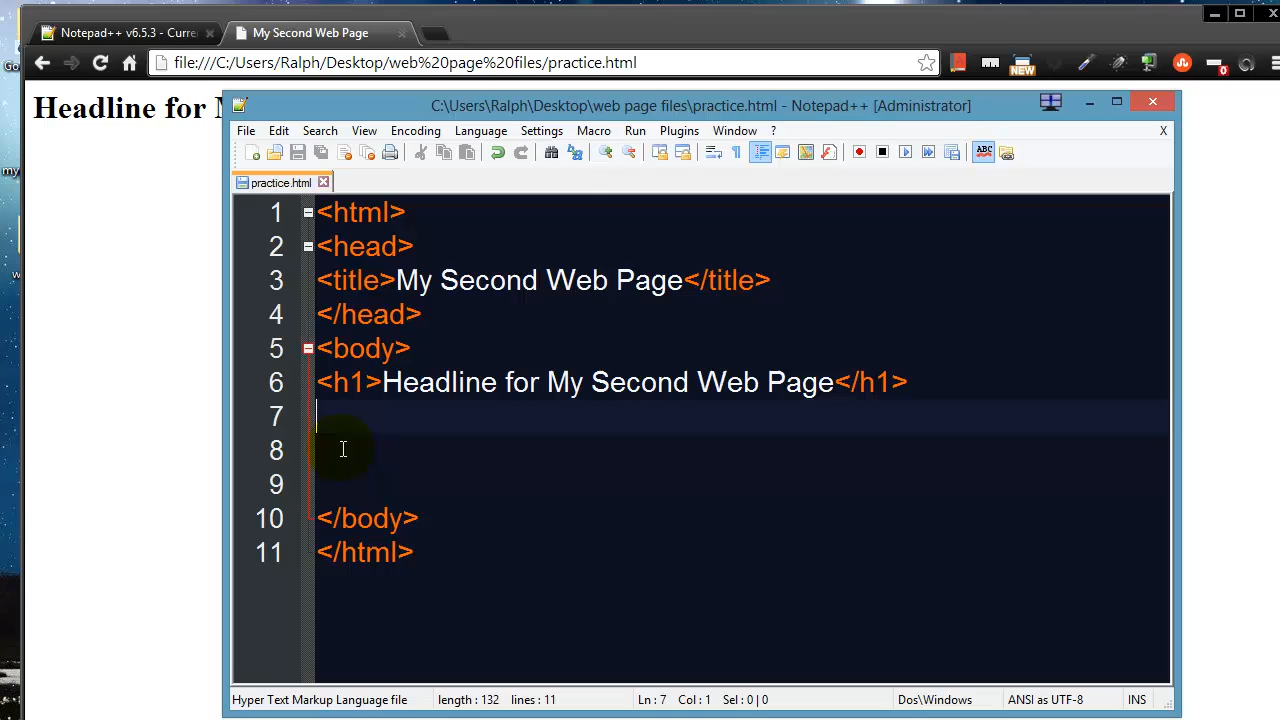 Notepad++ v6.5.3 - Curre
My Second Web Page
file:///C:/Users/Ralph/Desktop/web%20page%20files/practice.html
NEW
0
Go
Headline for M
my
w
C:\Users\Ralph\Desktop\web page files\practice.html - Notepad++ [Administrator]
File Edit Search View Encoding Language Settings Macro Run Plugins Window ? X
ABC
practice.html
1 <html>
2 <head>
3 <title>My Second Web Page</title>
4 </head>
5 <body>
6 <h1>Headline for My Second Web Page</h1>
7
8
9
10 </body>
11 </html>
Hyper Text Markup Language file length : 132 lines : 11 Ln : 7 Col : 1 Sel : 0 | 0 Dos\Windows ANSI as UTF-8 INS